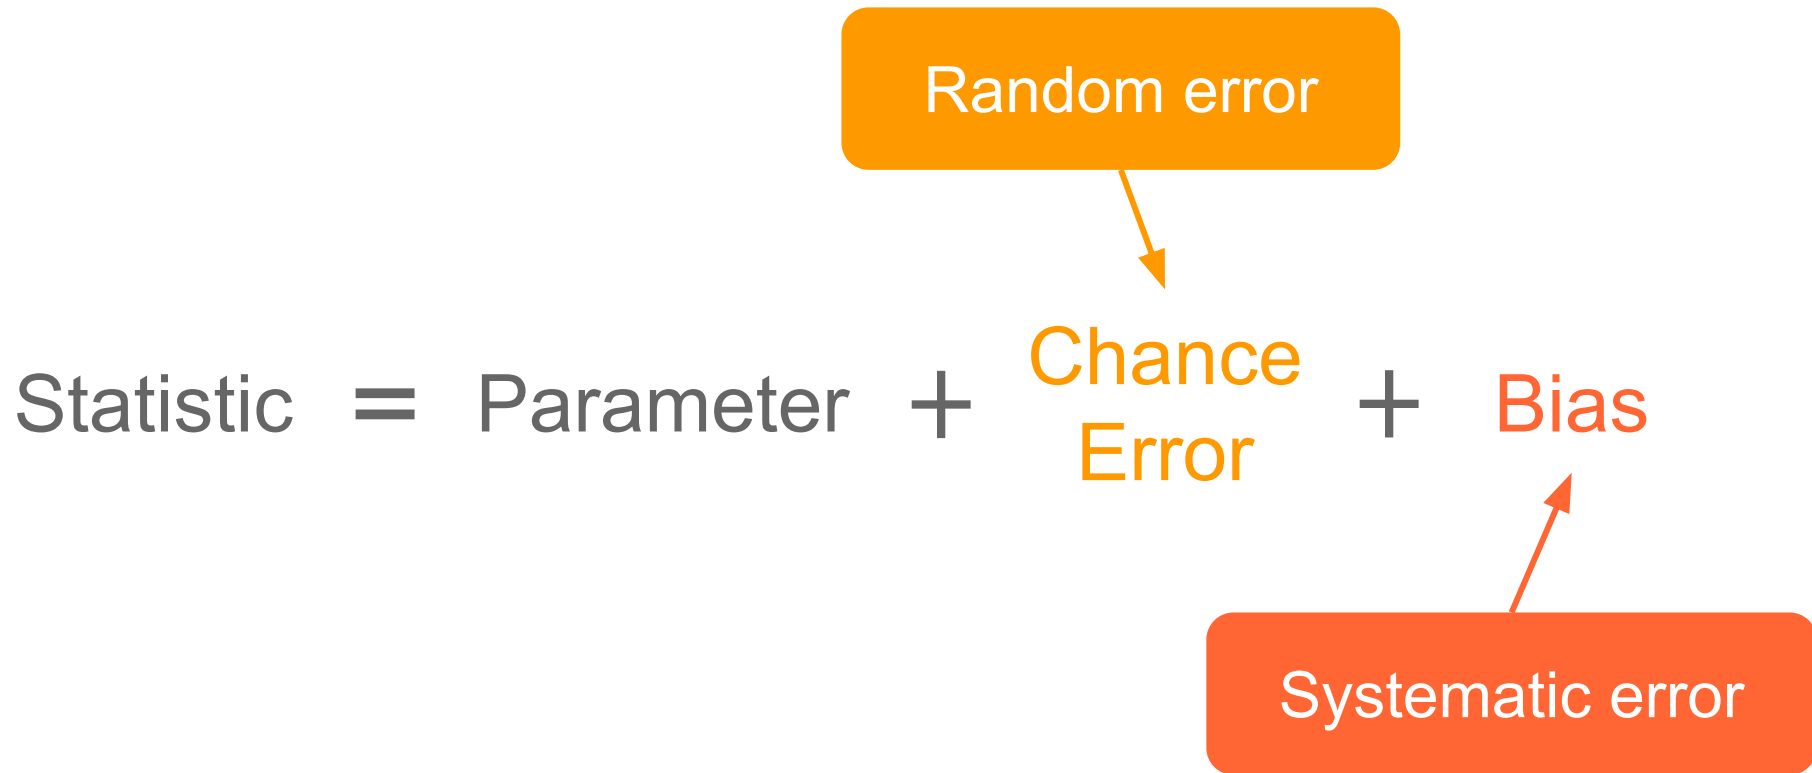 Random error
Statistic = Parameter + Chance Error + Bias
Systematic error